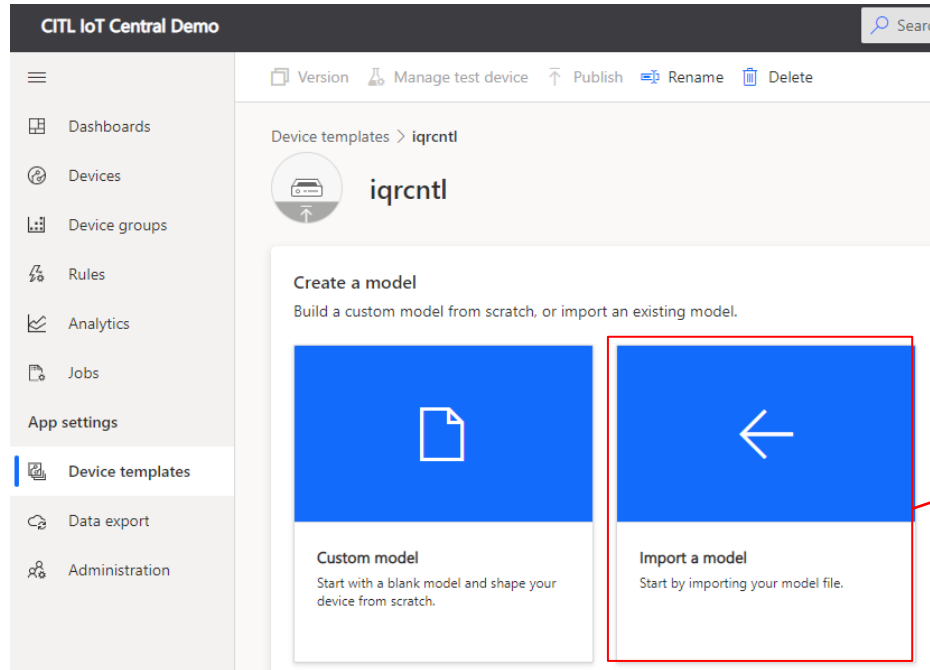 CITL IoT Central Demo
Version Manage test device Publish Rename Delete
Dashboards
Devices
Device groups
Rules
Analytics
Jobs
App settings
Device templates
Data export
Administration
Device templates > iqrcntl
iqrcntl
Create a model
Build a custom model from scratch, or import an existing model.
Custom model
Start with a blank model and shape your
device from scratch.
Import a model
Start by importing your model file.